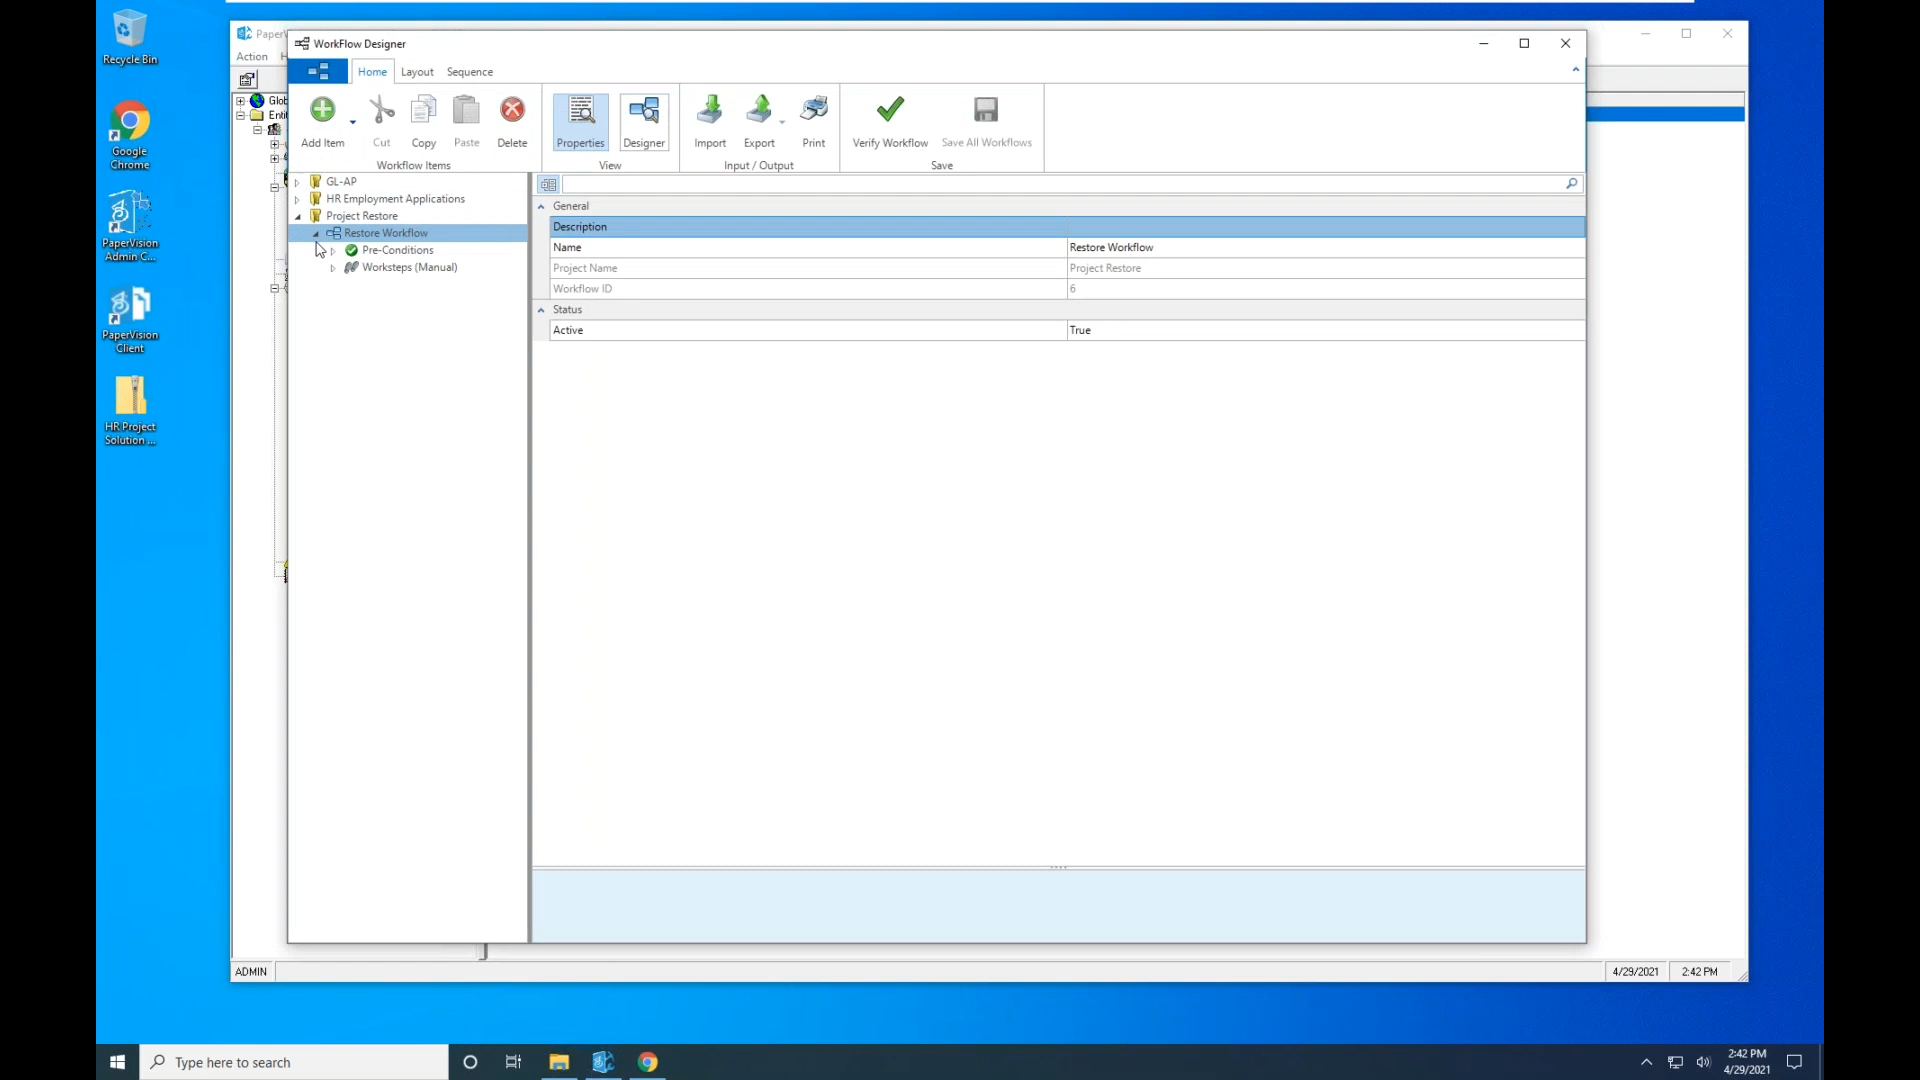 Recycle Bin
Google
Chrome
PaperVision
Admin C...
PaperVision
Client
HR Project
Solution ...
Action
WorkFlow Designer
Home
Layout
Sequence
Add Item
Cut
Copy
Paste
Delete
Workflow Items
Properties
Designer
View
Import
Export
Print
Input / Output
Verify Workflow
Save All Workflows
Save
GL-AP
HR Employment Applications
Project Restore
Restore Workflow
Pre-Conditions
Worksteps (Manual)
General
Description
Name Restore Workflow
Project Name Project Restore
Workflow ID 6
Status
Active True
ADMIN
4/29/2021
2:42 PM
Type here to search
2:42 PM
4/29/2021